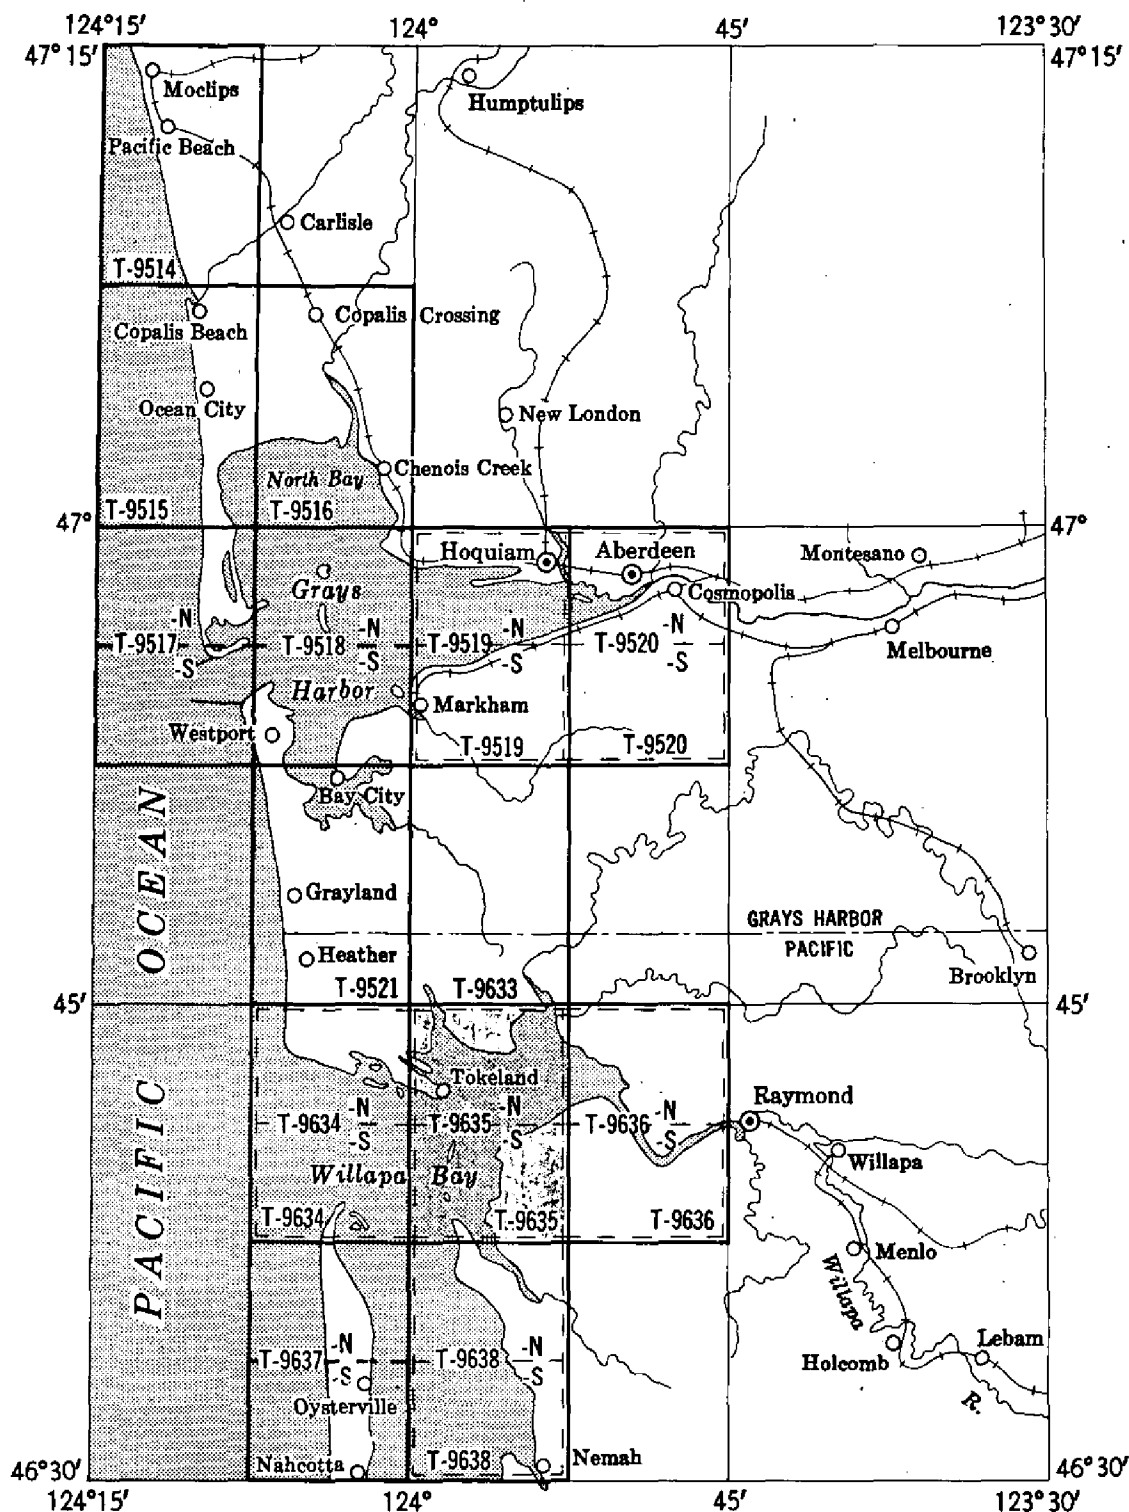 124°15'
124°
45'
123°30'
47°15'
47°15'
Moclips
Humptulips
Pacific Beach
Carlisle
T-9514
Copalis Beach
Copalis Crossing
Ocean City
New London
Chenois Creek
North Bay
T-9515
T-9516
47°
47°
Hoquiam
Aberdeen
Montesano
Grays
Cosmopolis
-N
-N
-N
-N
T-9517
T-9518
T-9519
T-9520
-S
-S
-S
-S
Melbourne
Harbor
Markham
Westport
T-9519
T-9520
Bay City
PACIFIC OCEAN
Grayland
GRAYS HARBOR
PACIFIC
Heather
Brooklyn
T-9521
T-9633
45'
45'
Tokeland
Raymond
-N
-N
-N
T-9634
T-9635
T-9636
-S
-S
-S
Willapa
Willapa Bay
T-9634
T-9635
T-9636
Menlo
Willapa
R.
Lebam
Holcomb
-N
-N
T-9637
T-9638
-S
-S
Oysterville
T-9638
Nemah
Nahcotta
46°30'
46°30'
124°15'
124°
45'
123°30'